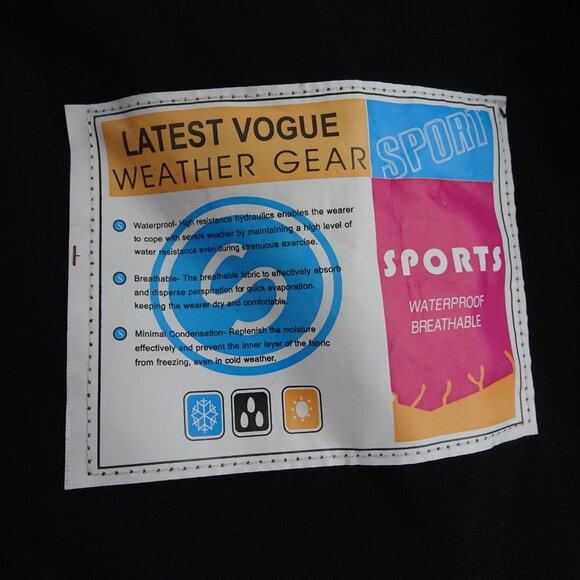 LATEST VOGUE
WEATHER GEAR
SPORT
Waterproof- High resistance hydraulics enables the wearer
to cope with severe weather by maintaining a high level of
water resistance even during strenuous exercise.
Breathable- The breathable fabric to effectively absorb
and disperse perspiration for quick evaporation.
keeping the wearer dry and comfortable.
Minimal Condensation- Replenish the moisture
effectively and prevent the inner layer of the fabric
from freezing, even in cold weather.
SPORTS
WATERPROOF
BREATHABLE